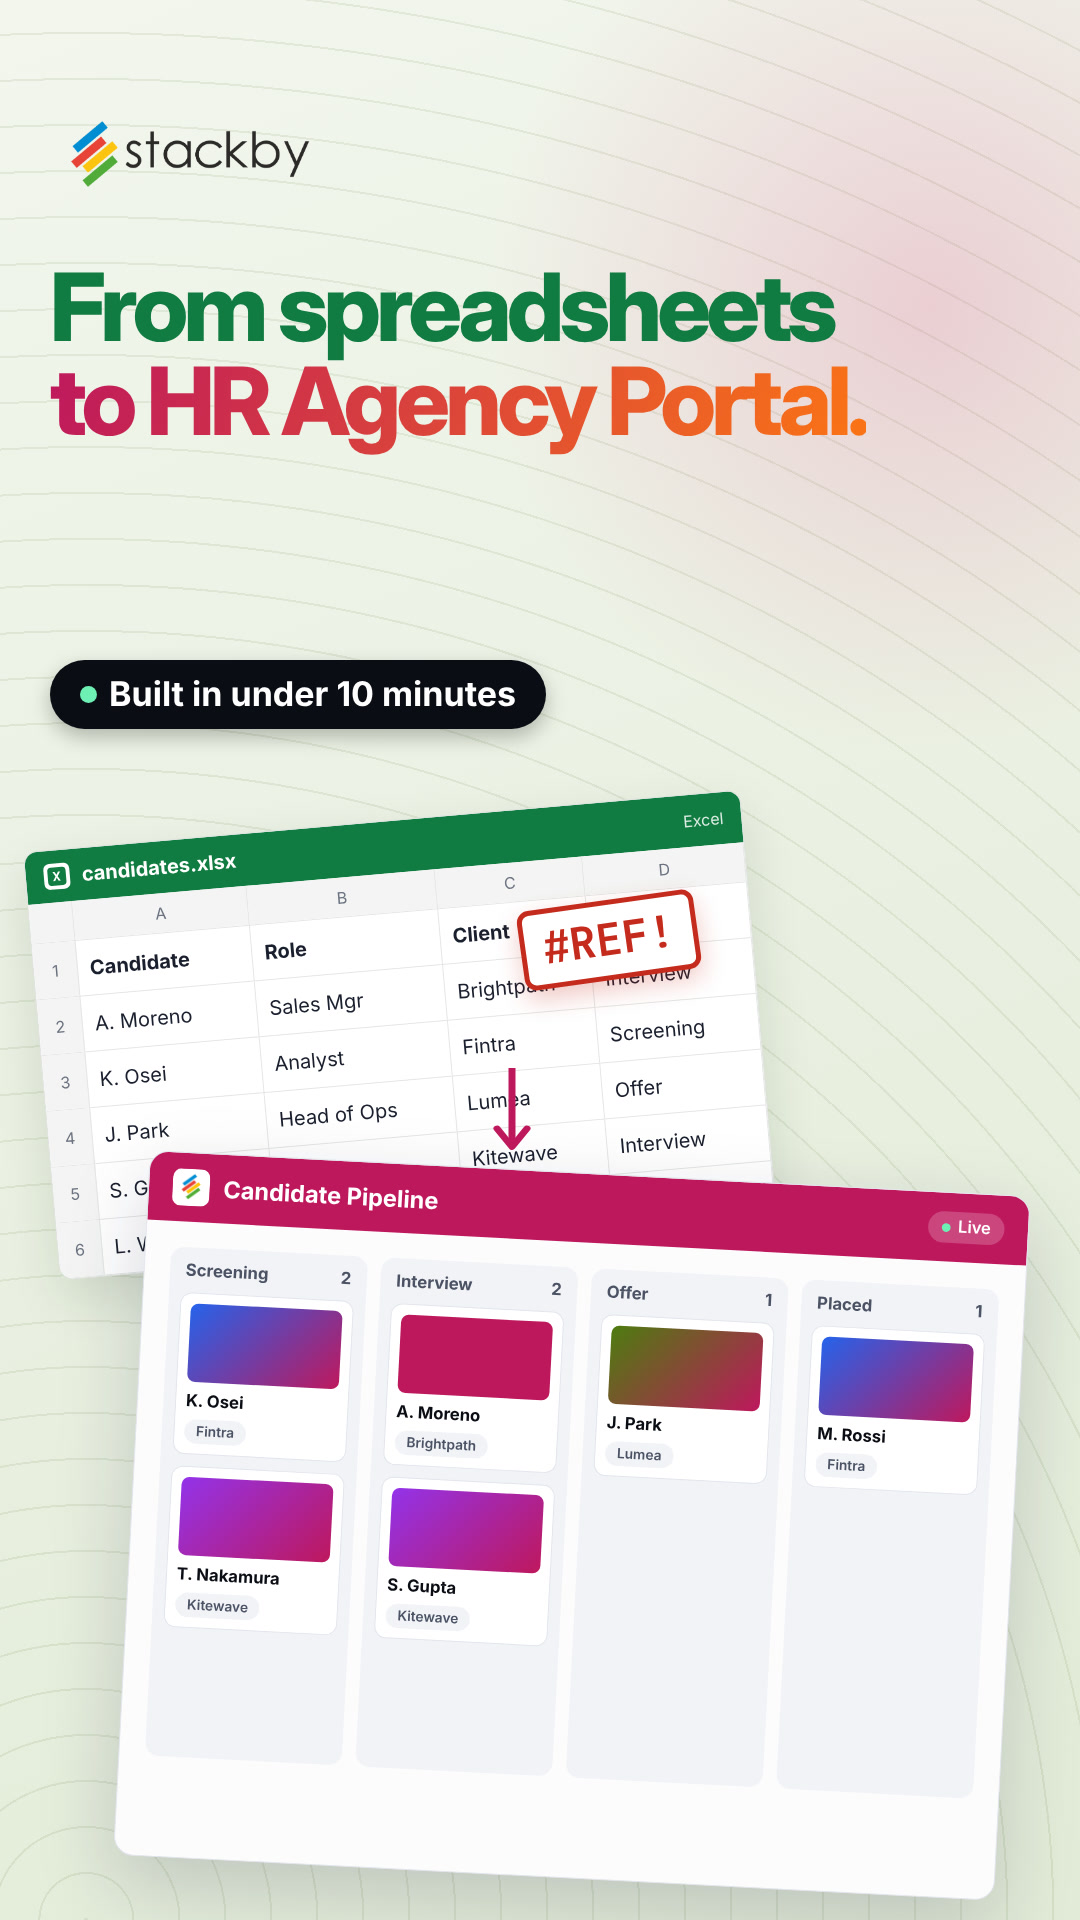 stackby
From spreadsheets
to HR Agency Portal.
Built in under 10 minutes
X candidates.xlsx Excel
A B C D
1 Candidate Role Client #REF!
2 A. Moreno Sales Mgr Brightpath Interview
3 K. Osei Analyst Fintra Screening
4 J. Park Head of Ops Lumea Offer
5 S. G Kitewave Interview
6 L.
Candidate Pipeline Live
Screening 2 Interview 2 Offer 1 Placed 1
K. Osei A. Moreno J. Park M. Rossi
Fintra Brightpath Lumea Fintra
T. Nakamura S. Gupta
Kitewave Kitewave